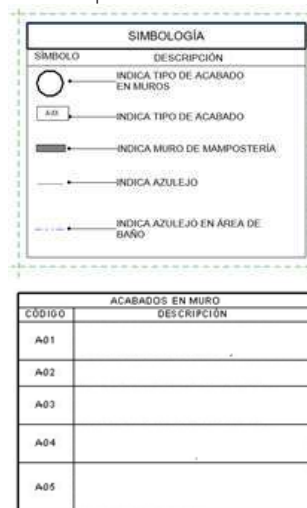 SIMBOLOGÍA
SÍMBOLO DESCRIPCIÓN
INDICA TIPO DE ACABADO
EN MUROS
A-03 INDICA TIPO DE ACABADO
INDICA MURO DE MAMPOSTERÍA
INDICA AZULEJO
INDICA AZULEJO EN ÁREA DE
BAÑO
ACABADOS EN MURO
CÓDIGO DESCRIPCIÓN
A01
A02
A03
A04
A05